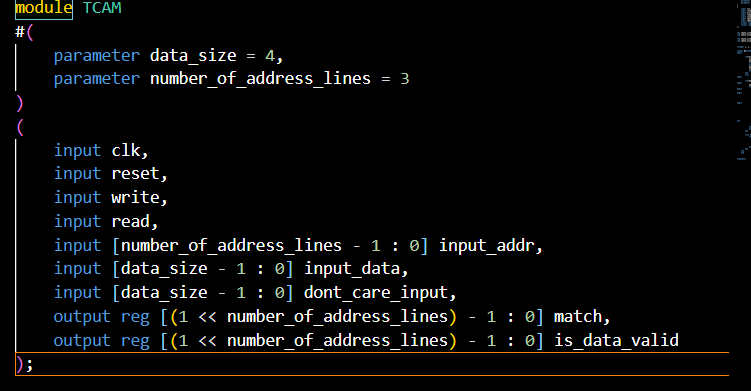 module TCAM
#(
    parameter data_size = 4,
    parameter number_of_address_lines = 3
)
(
    input clk,
    input reset,
    input write,
    input read,
    input [number_of_address_lines - 1 : 0] input_addr,
    input [data_size - 1 : 0] input_data,
    input [data_size - 1 : 0] dont_care_input,
    output reg [(1 << number_of_address_lines) - 1 : 0] match,
    output reg [(1 << number_of_address_lines) - 1 : 0] is_data_valid
);